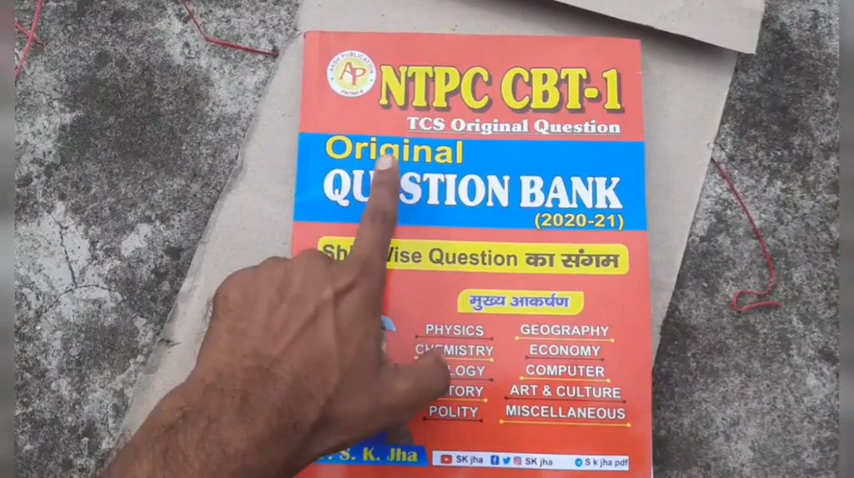 NTPC CBT-1
TCS Original Question
Original
QUESTION BANK
(2020-21)
Wise Question का संगम
मुख्य आकर्षण
PHYSICS GEOGRAPHY
CHEMISTRY ECONOMY
COMPUTER
ART & CULTURE
POLITY MISCELLANEOUS
S. K. Jha
SK jha SK jha S k jha pdf